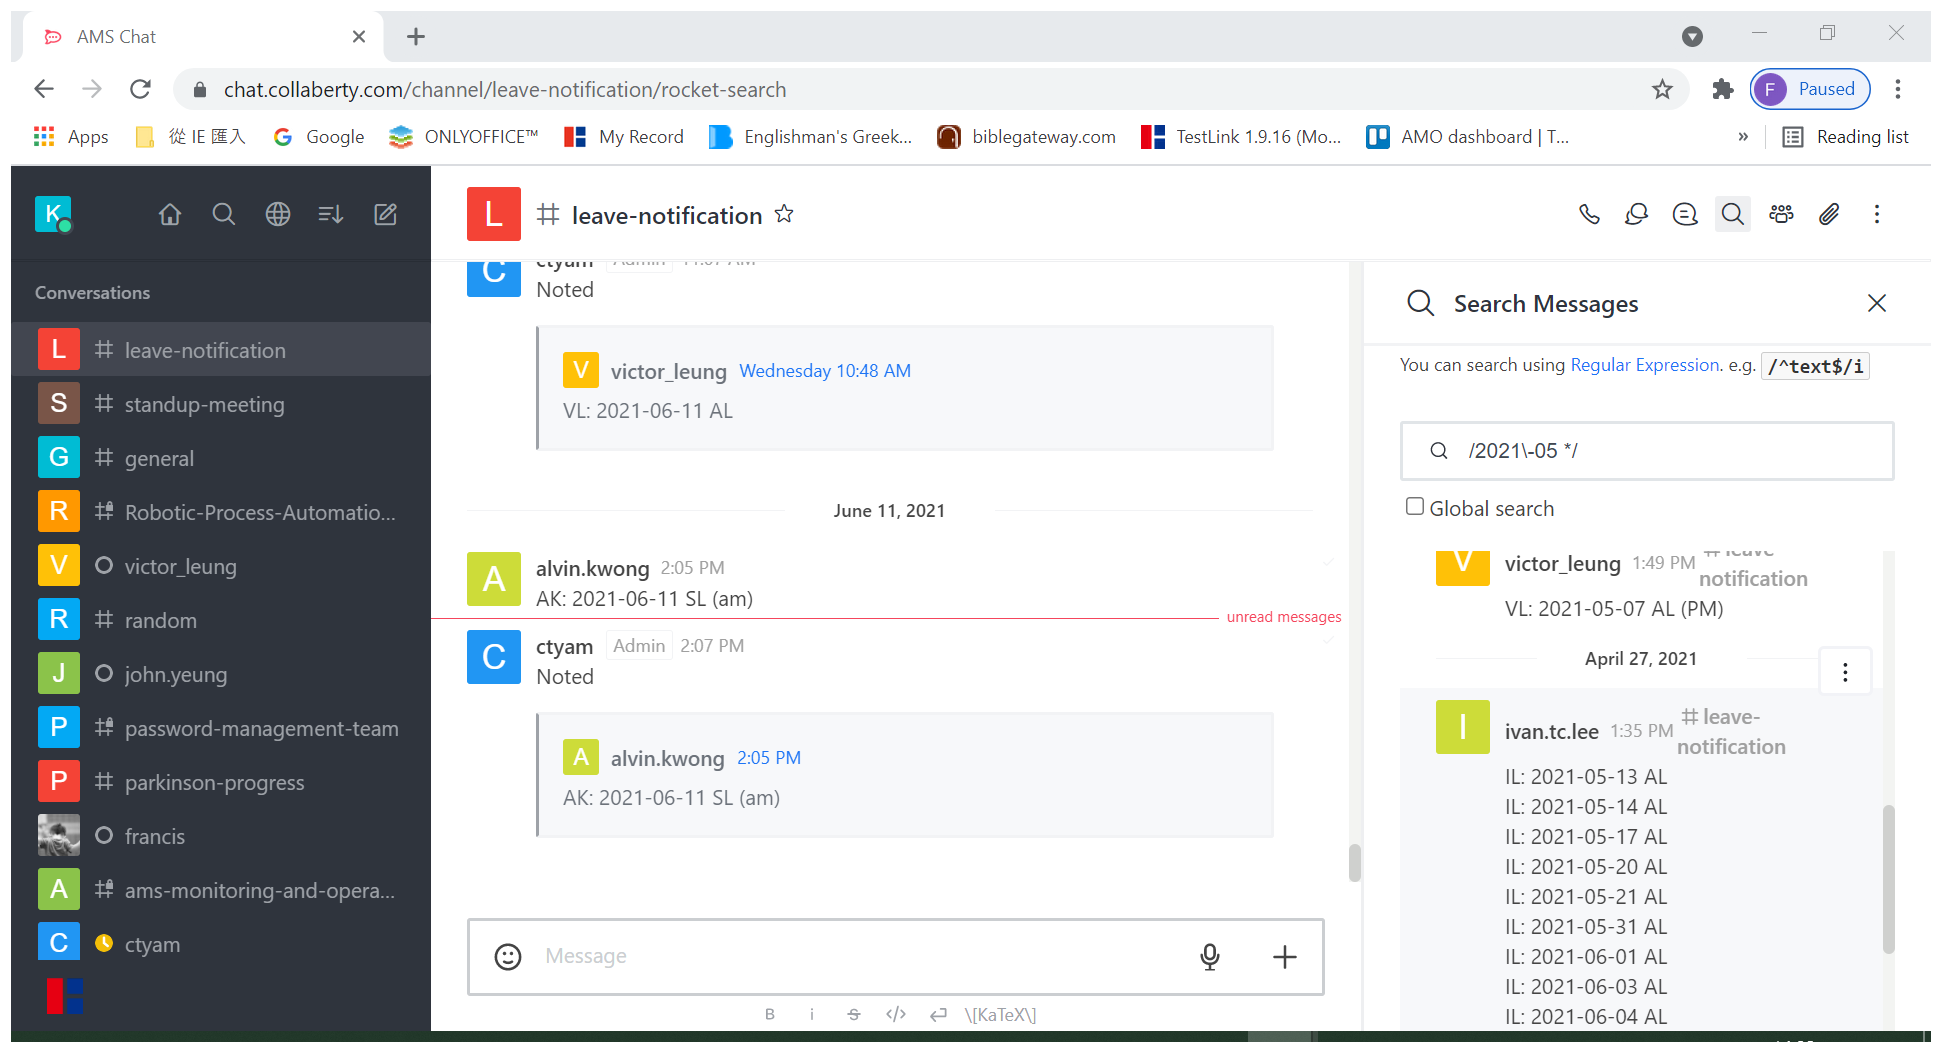 AMS Chat
chat.collaberty.com/channel/leave-notification/rocket-search
F Paused
Apps
從 IE 匯入
Google
ONLYOFFICE™
My Record
Englishman's Greek...
biblegateway.com
TestLink 1.9.16 (Mo...
AMO dashboard | T...
»
Reading list
K
Conversations
L leave-notification
S standup-meeting
G general
R Robotic-Process-Automatio...
V victor_leung
R random
J john.yeung
P password-management-team
P parkinson-progress
francis
A ams-monitoring-and-opera...
C ctyam
L # leave-notification
C ctyam Admin 11:07 AM
Noted
V victor_leung Wednesday 10:48 AM
VL: 2021-06-11 AL
June 11, 2021
A alvin.kwong 2:05 PM
AK: 2021-06-11 SL (am)
unread messages
C ctyam Admin 2:07 PM
Noted
A alvin.kwong 2:05 PM
AK: 2021-06-11 SL (am)
Message
B i S </> \[KaTeX\]
Search Messages
You can search using Regular Expression. e.g. /^text$/i
/2021\-05 */
Global search
V victor_leung 1:49 PM # leave-
notification
VL: 2021-05-07 AL (PM)
April 27, 2021
I ivan.tc.lee 1:35 PM # leave-
notification
IL: 2021-05-13 AL
IL: 2021-05-14 AL
IL: 2021-05-17 AL
IL: 2021-05-20 AL
IL: 2021-05-21 AL
IL: 2021-05-31 AL
IL: 2021-06-01 AL
IL: 2021-06-03 AL
IL: 2021-06-04 AL